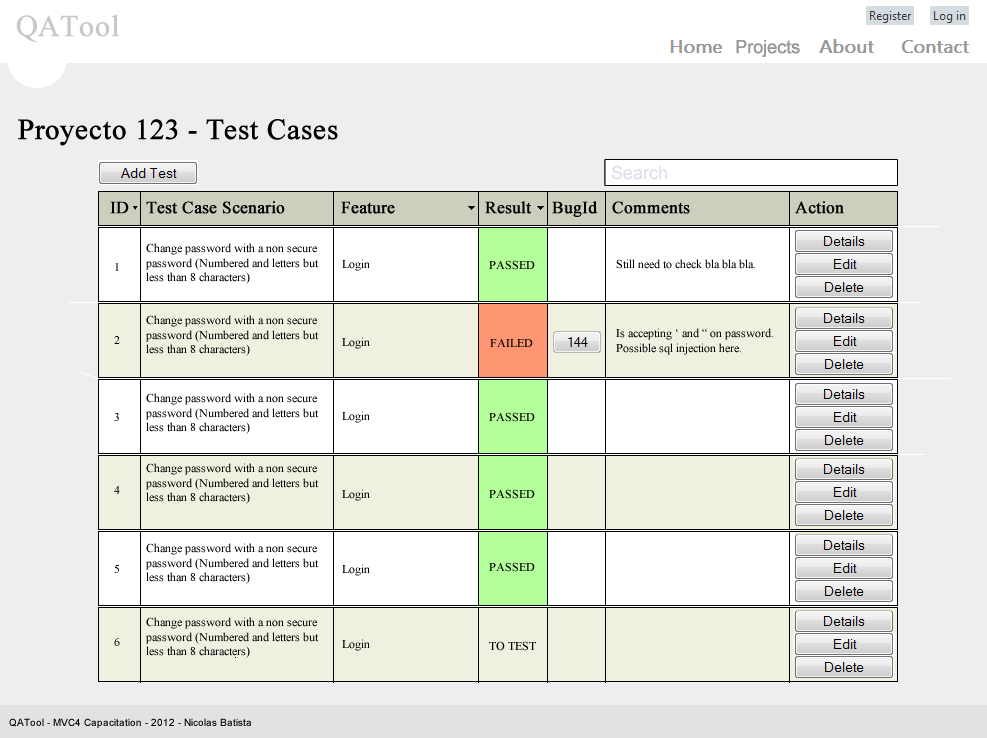 QATool
Register Log in
Home Projects About Contact
Proyecto 123 - Test Cases
Add Test
Search
ID Test Case Scenario Feature Result BugId Comments Action
Change password with a non secure
password (Numbered and letters but
less than 8 characters)
1
Login
PASSED
Still need to check bla bla bla.
Details
Edit
Delete
Change password with a non secure
password (Numbered and letters but
less than 8 characters)
2
Login
FAILED
144
Is accepting ' and " on password.
Possible sql injection here.
Details
Edit
Delete
Change password with a non secure
password (Numbered and letters but
less than 8 characters)
3
Login
PASSED
Details
Edit
Delete
Change password with a non secure
password (Numbered and letters but
less than 8 characters)
4
Login
PASSED
Details
Edit
Delete
Change password with a non secure
password (Numbered and letters but
less than 8 characters)
5
Login
PASSED
Details
Edit
Delete
Change password with a non secure
password (Numbered and letters but
less than 8 characters)
6
Login
TO TEST
Details
Edit
Delete
QATool - MVC4 Capacitation - 2012 - Nicolas Batista